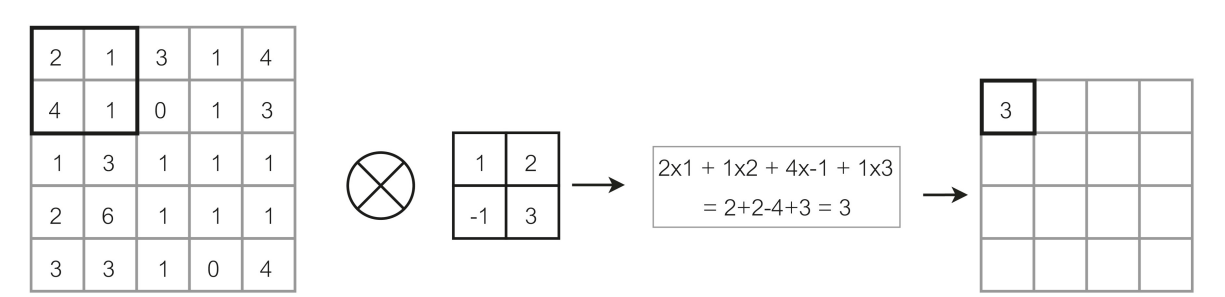 2 1 3 1 4
4 1 0 1 3
1 3 1 1 1
2 6 1 1 1
3 3 1 0 4
1 2
-1 3
2x1 + 1x2 + 4x-1 + 1x3
= 2+2-4+3 = 3
3